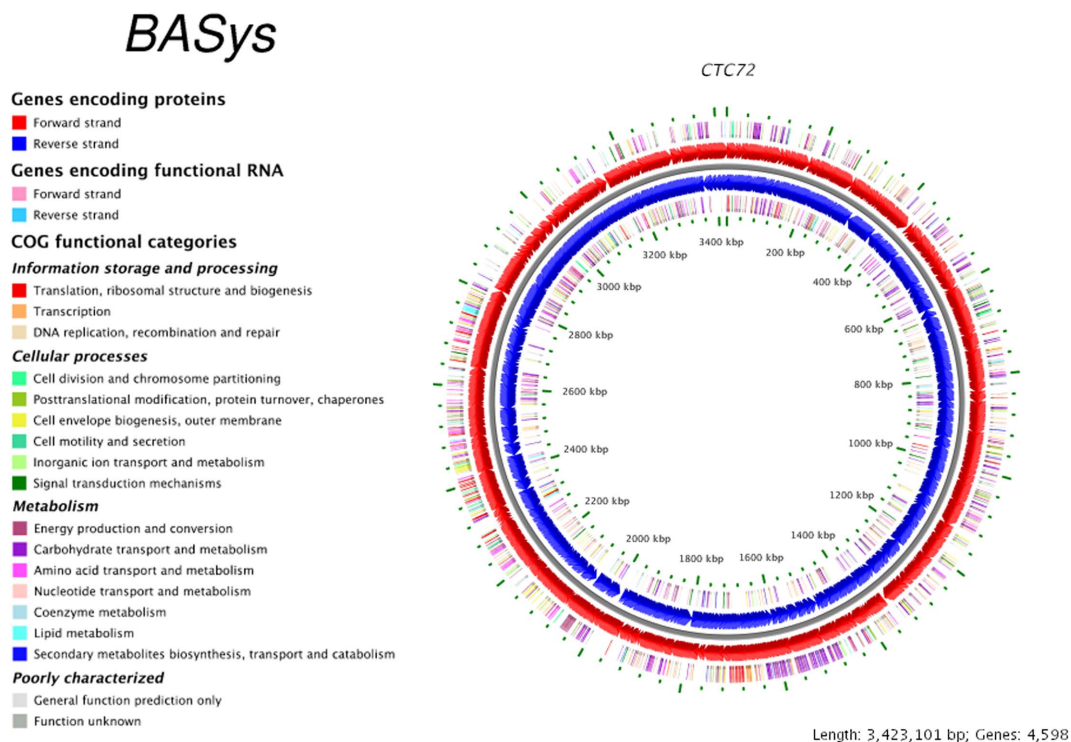 BASys
Genes encoding proteins
Forward strand
Reverse strand
Genes encoding functional RNA
Forward strand
Reverse strand
COG functional categories
Information storage and processing
Translation, ribosomal structure and biogenesis
Transcription
DNA replication, recombination and repair
Cellular processes
Cell division and chromosome partitioning
Posttranslational modification, protein turnover, chaperones
Cell envelope biogenesis, outer membrane
Cell motility and secretion
Inorganic ion transport and metabolism
Signal transduction mechanisms
Metabolism
Energy production and conversion
Carbohydrate transport and metabolism
Amino acid transport and metabolism
Nucleotide transport and metabolism
Coenzyme metabolism
Lipid metabolism
Secondary metabolites biosynthesis, transport and catabolism
Poorly characterized
General function prediction only
Function unknown
CTC72
3400 kbp
200 kbp
400 kbp
600 kbp
800 kbp
1000 kbp
1200 kbp
1400 kbp
1600 kbp
1800 kbp
2000 kbp
2200 kbp
2400 kbp
2600 kbp
2800 kbp
3000 kbp
3200 kbp
Length: 3,423,101 bp; Genes: 4,598